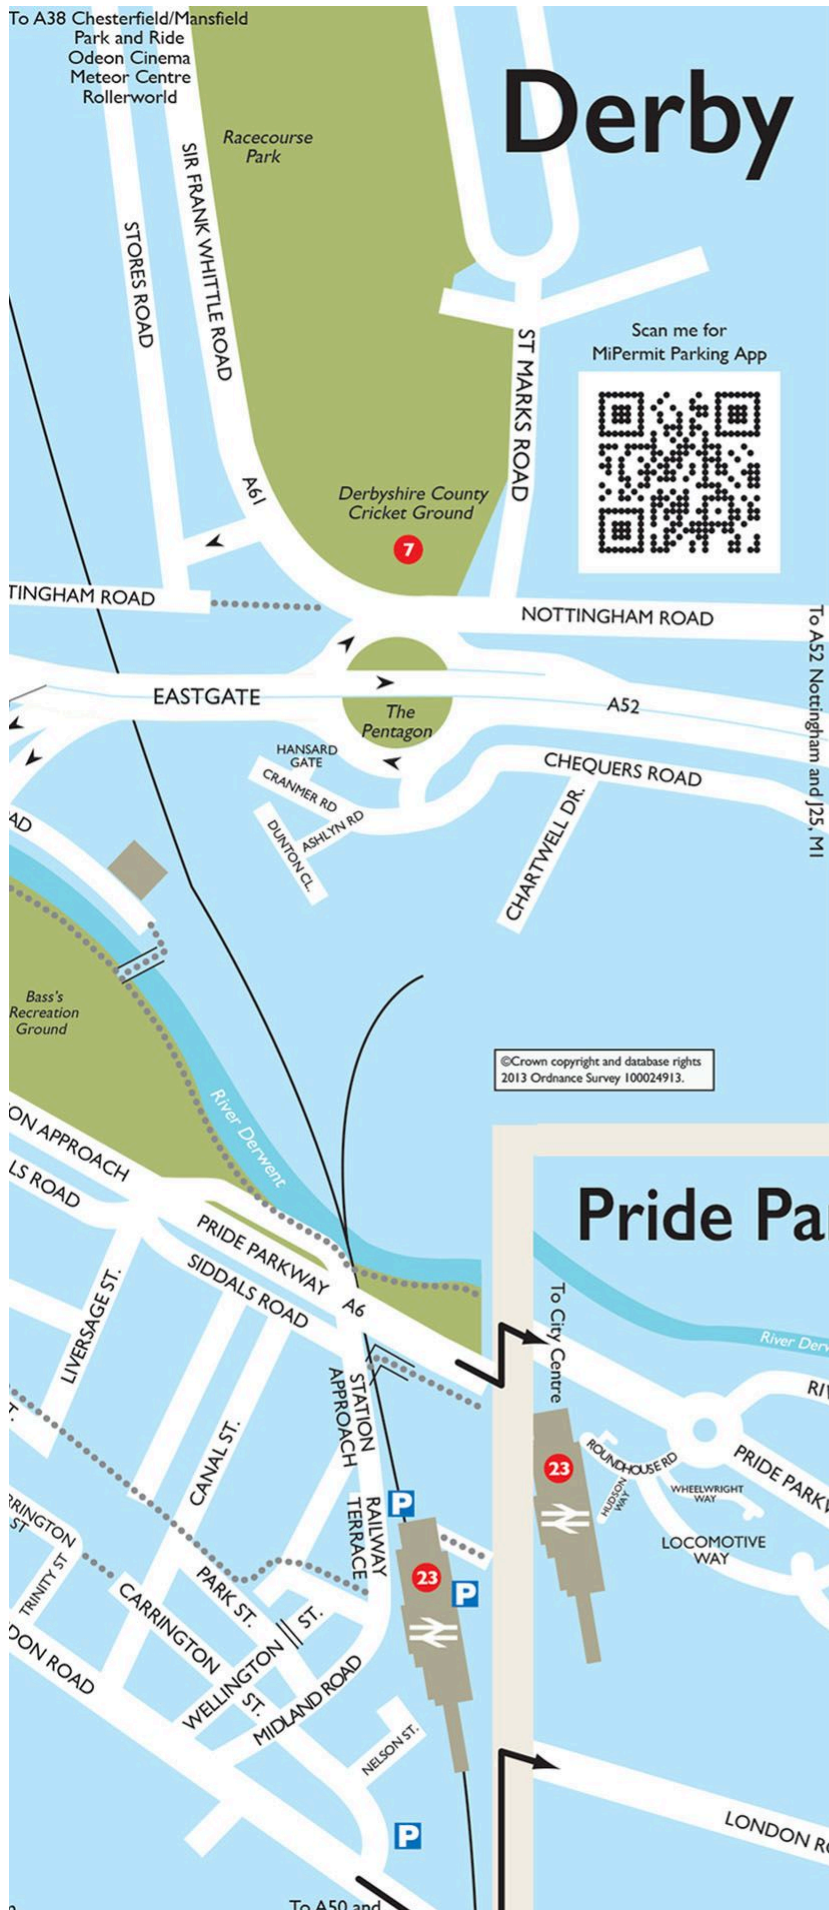 To A38 Chesterfield/Mansfield
Park and Ride
Odeon Cinema
Meteor Centre
Rollerworld
Derby
Racecourse
Park
SIR FRANK WHITTLE ROAD
STORES ROAD
ST MARKS ROAD
Scan me for
MiPermit Parking App
A61
Derbyshire County
Cricket Ground
7
TINGHAM ROAD
NOTTINGHAM ROAD
To A52 Nottingham and J25, M1
EASTGATE
A52
The
Pentagon
HANSARD
GATE
CRANMER RD
CHEQUERS ROAD
ASHLYN RD
DUNTON CL.
CHARTWELL DR.
AD
Bass's
Recreation
Ground
©Crown copyright and database rights
2013 Ordnance Survey 100024913.
River Derwent
ON APPROACH
LS ROAD
Pride Pa
PRIDE PARKWAY
SIDDALS ROAD
A6
LIVERSAGE ST.
To City Centre
River Derw
RIV
STATION
APPROACH
T.
CANAL ST.
ROUNDHOUSE RD
PRIDE PARKW
23
HUDSON
WAY
WHEELWRIGHT
WAY
LOCOMOTIVE
WAY
P
RAILWAY
TERRACE
RRINGTON
ST
TRINITY ST
23
P
PARK ST.
CARRINGTON
ST.
WELLINGTON ST.
DON ROAD
MIDLAND ROAD
NELSON ST.
P
LONDON RO
To A50 and